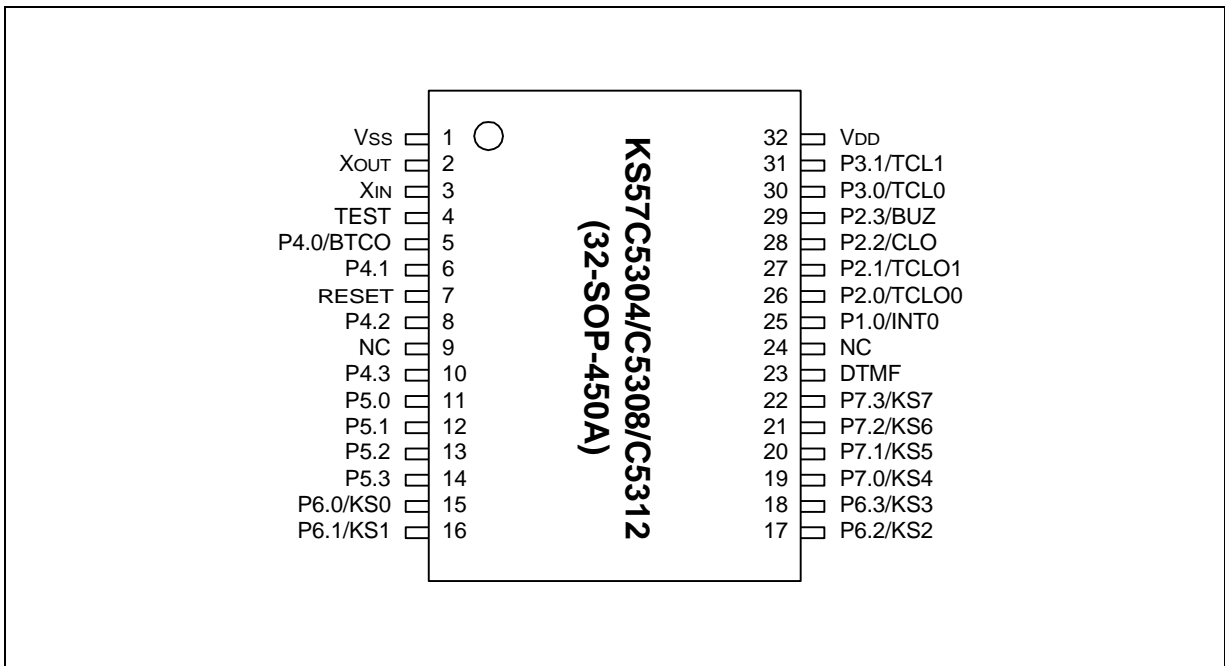 VSS 1
XOUT 2
XIN 3
TEST 4
P4.0/BTCO 5
P4.1 6
RESET 7
P4.2 8
NC 9
P4.3 10
P5.0 11
P5.1 12
P5.2 13
P5.3 14
P6.0/KS0 15
P6.1/KS1 16
KS57C5304/C5308/C5312
(32-SOP-450A)
32 VDD
31 P3.1/TCL1
30 P3.0/TCL0
29 P2.3/BUZ
28 P2.2/CLO
27 P2.1/TCLO1
26 P2.0/TCLO0
25 P1.0/INT0
24 NC
23 DTMF
22 P7.3/KS7
21 P7.2/KS6
20 P7.1/KS5
19 P7.0/KS4
18 P6.3/KS3
17 P6.2/KS2